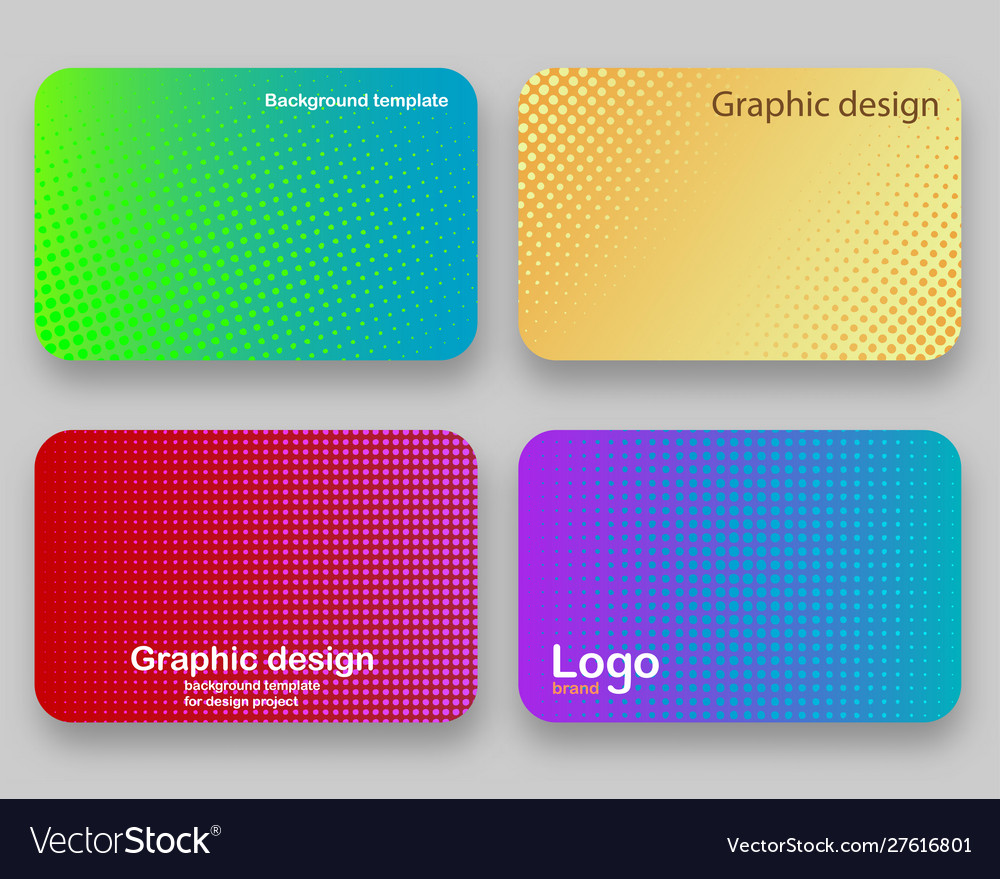 Background template
Graphic design
Graphic design
background template
for design project
Logo
brand
VectorStock®
VectorStock.com/27616801